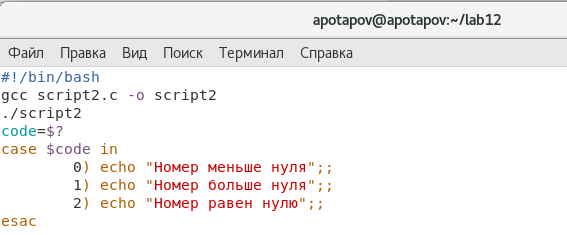 apotapov@apotapov:~/lab12
Файл Правка Вид Поиск Терминал Справка
#!/bin/bash
gcc script2.c -o script2
./script2
code=$?
case $code in
        0) echo "Номер меньше нуля";;
        1) echo "Номер больше нуля";;
        2) echo "Номер равен нулю";;
esac